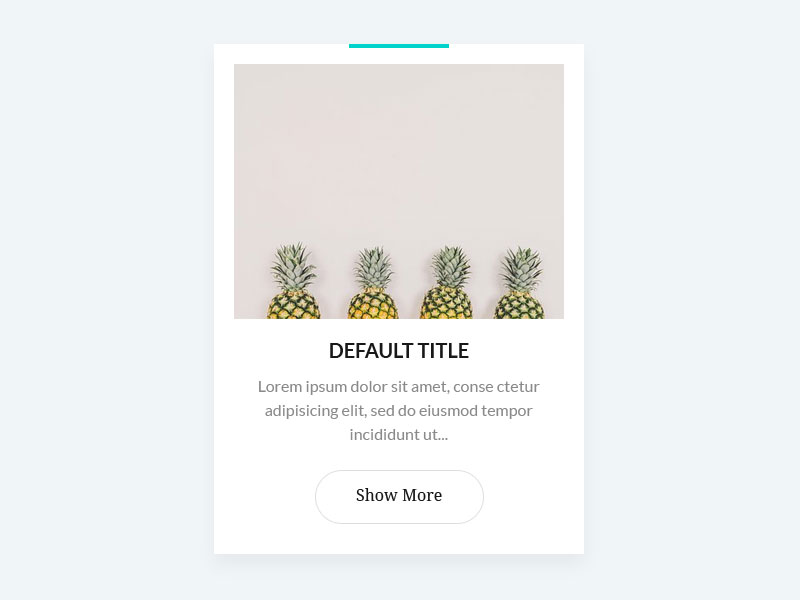 DEFAULT TITLE
Lorem ipsum dolor sit amet, conse ctetur
adipisicing elit, sed do eiusmod tempor
incididunt ut...
Show More